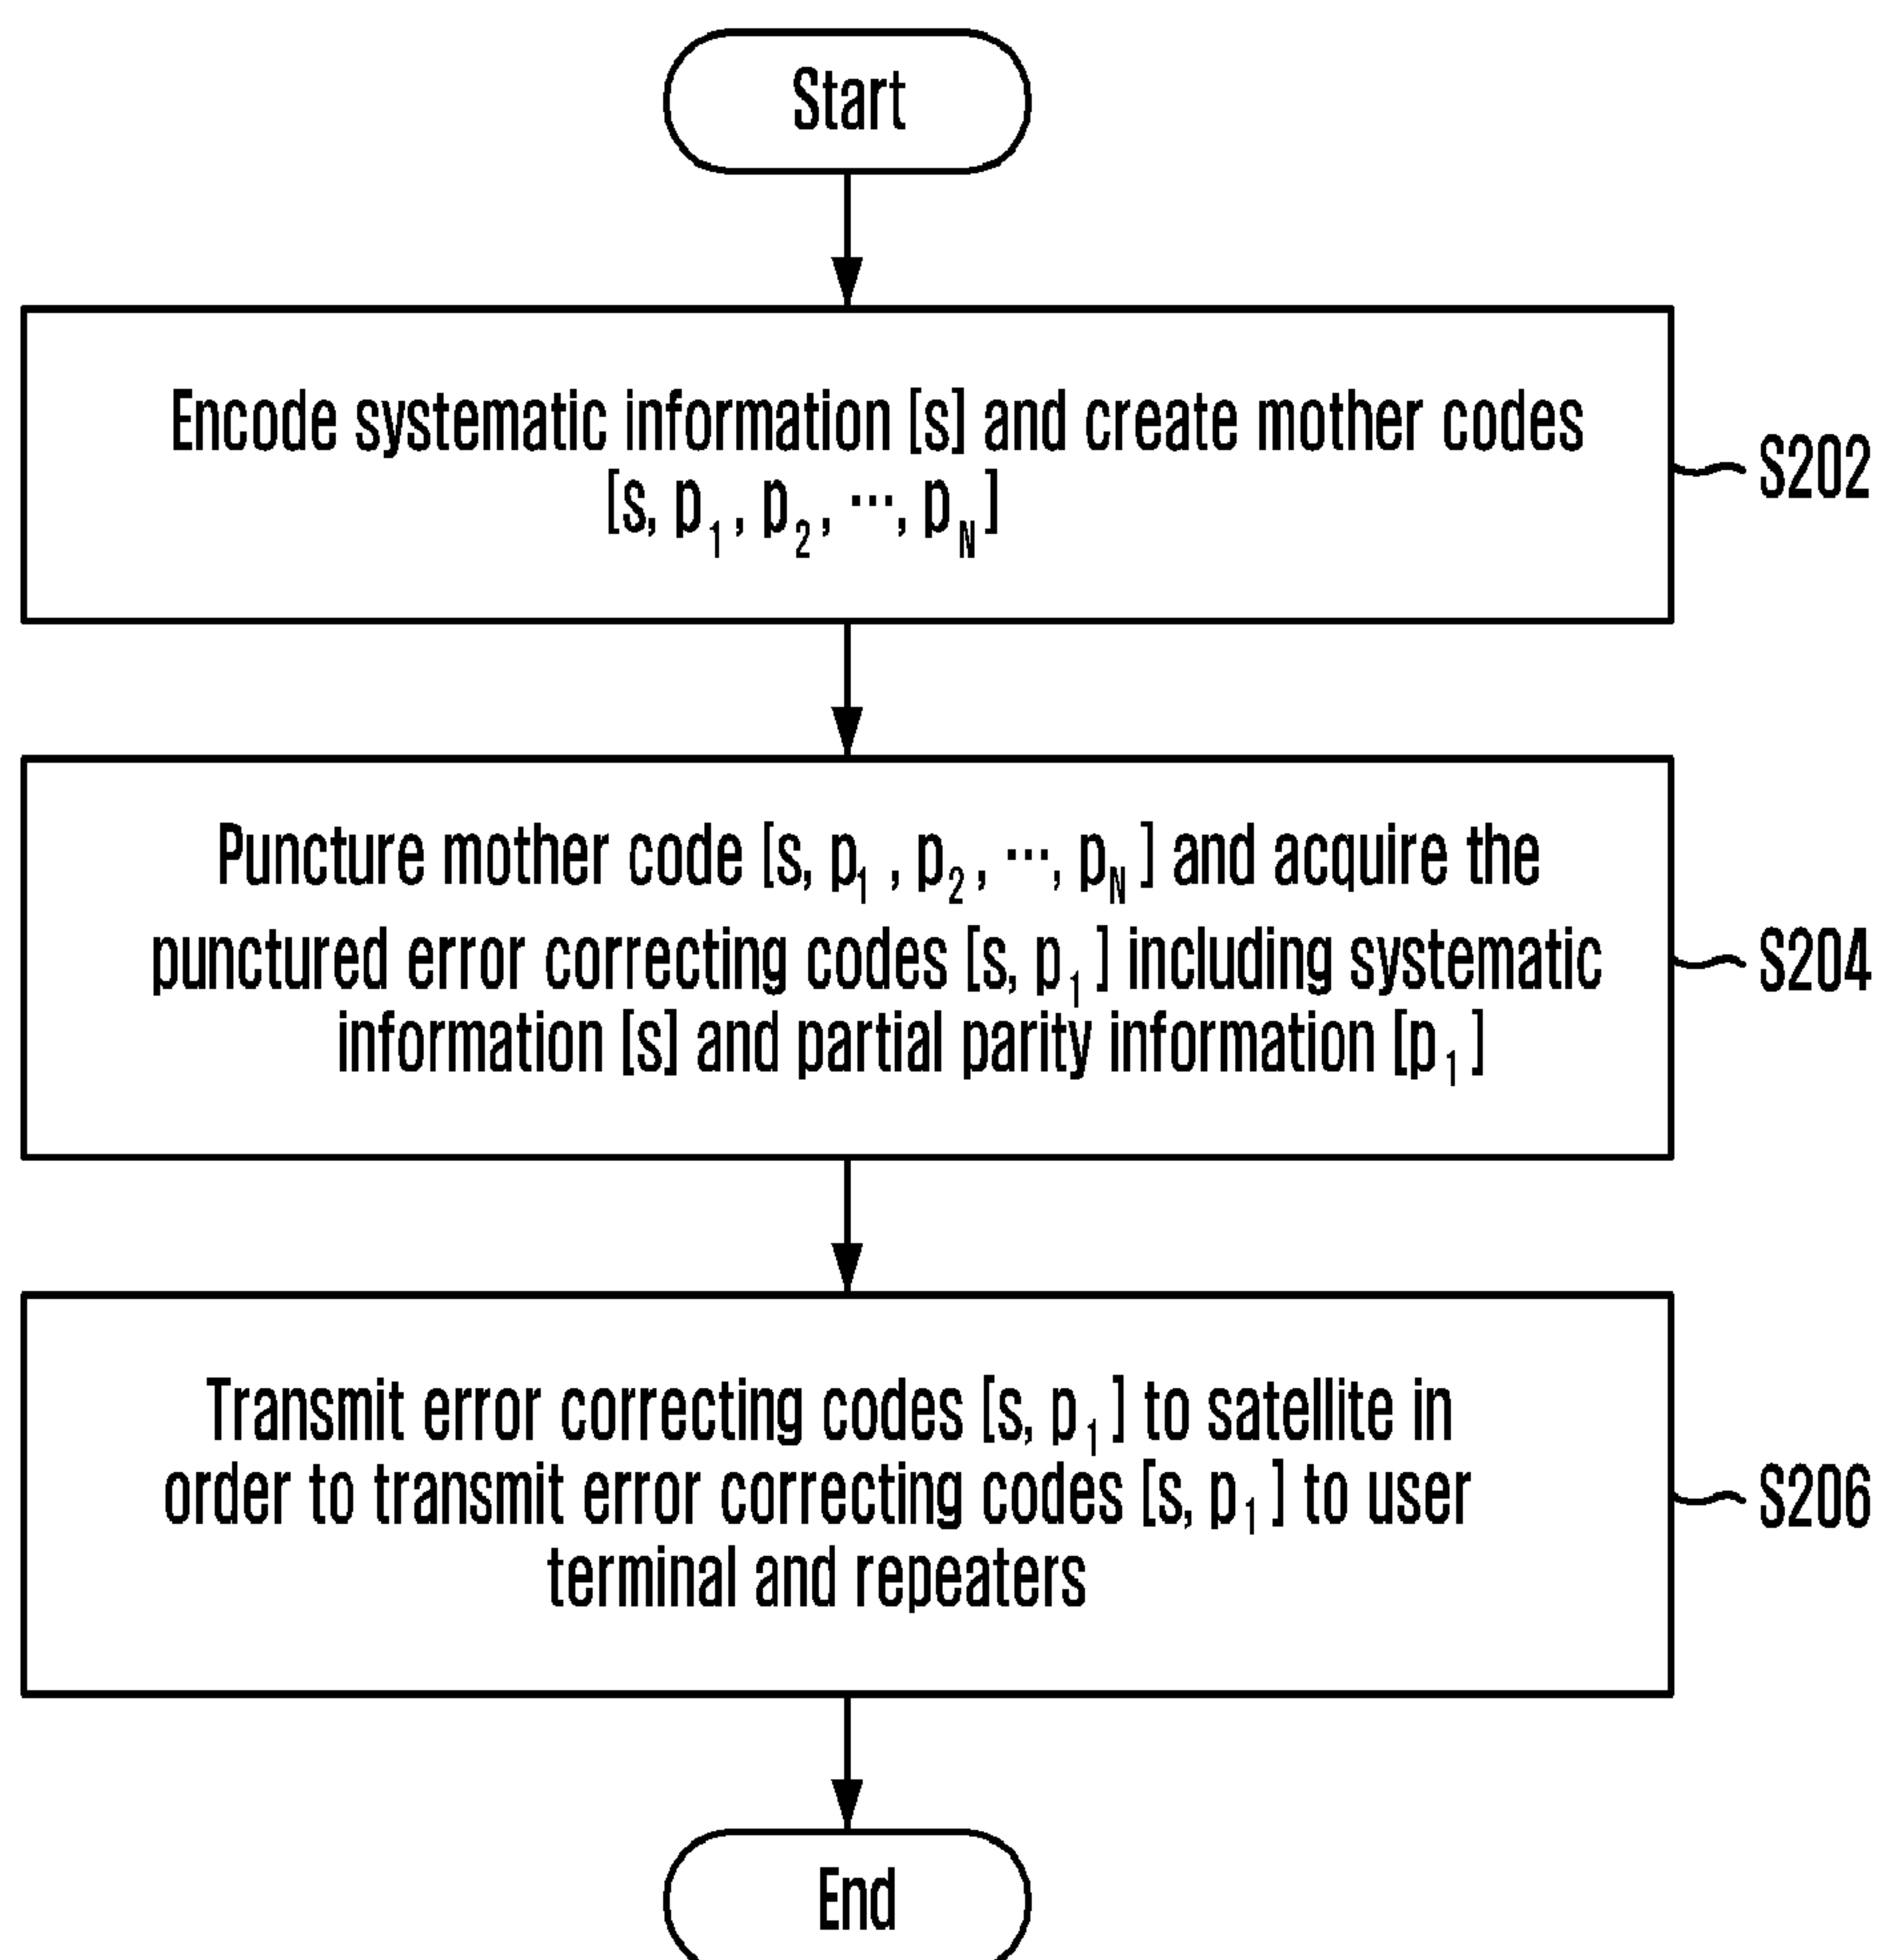 Start
Encode systematic information [s] and create mother codes
[s, p₁, p₂, ···, p_N]
S202
Puncture mother code [s, p₁, p₂, ···, p_N] and acquire the
punctured error correcting codes [s, p₁] including systematic
information [s] and partial parity information [p₁]
S204
Transmit error correcting codes [s, p₁] to satellite in
order to transmit error correcting codes [s, p₁] to user
terminal and repeaters
S206
End